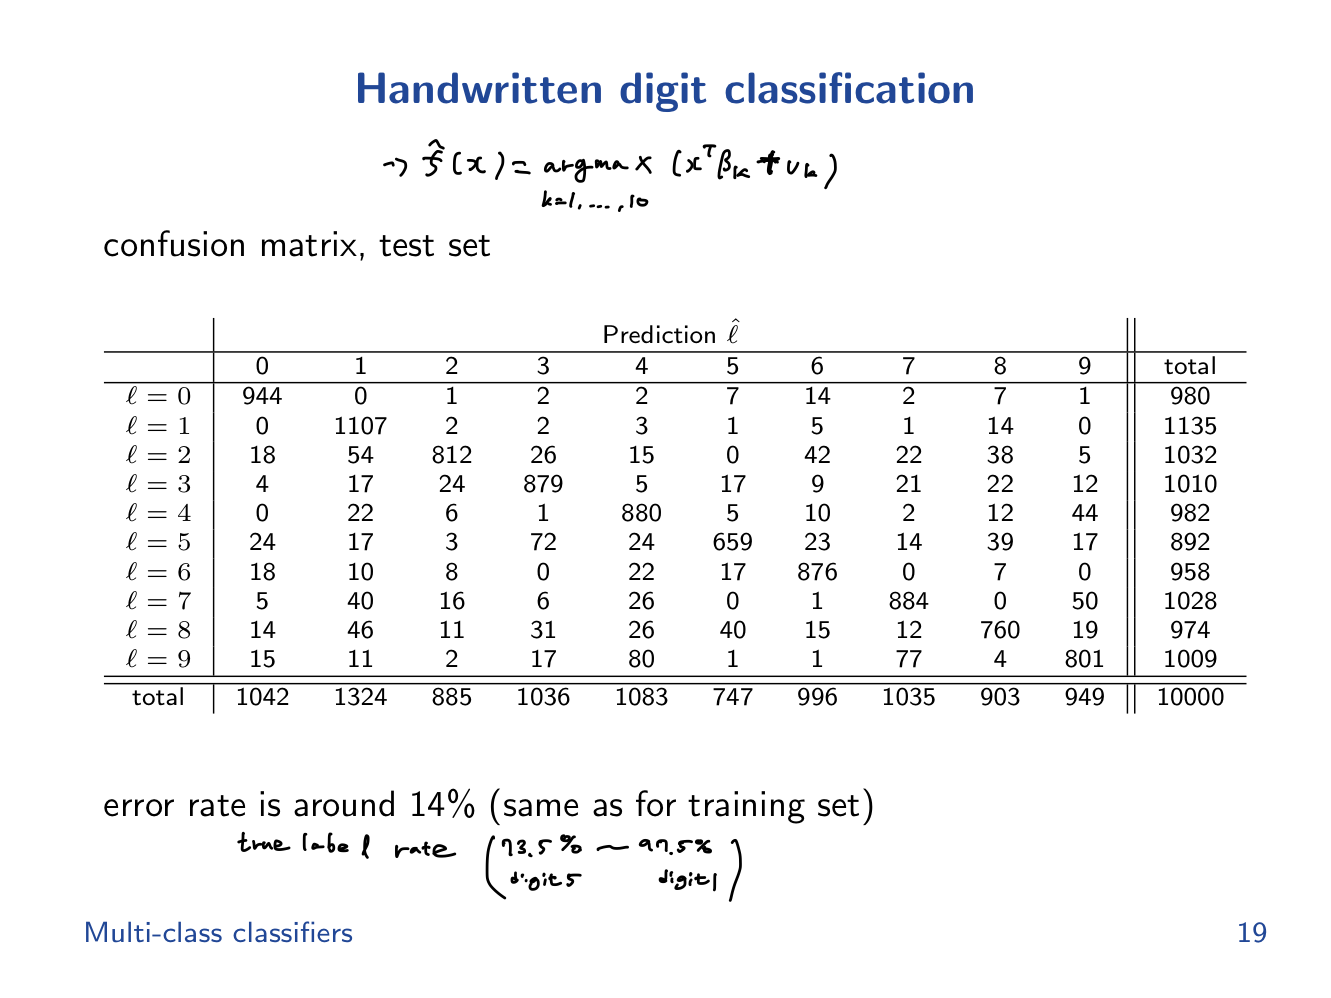 Handwritten digit classification
→ f̂(x) = argmax (xᵀβₖ + υₖ)
k=1,...,10
confusion matrix, test set
Prediction ℓ̂
0 1 2 3 4 5 6 7 8 9 total
ℓ = 0 944 0 1 2 2 7 14 2 7 1 980
ℓ = 1 0 1107 2 2 3 1 5 1 14 0 1135
ℓ = 2 18 54 812 26 15 0 42 22 38 5 1032
ℓ = 3 4 17 24 879 5 17 9 21 22 12 1010
ℓ = 4 0 22 6 1 880 5 10 2 12 44 982
ℓ = 5 24 17 3 72 24 659 23 14 39 17 892
ℓ = 6 18 10 8 0 22 17 876 0 7 0 958
ℓ = 7 5 40 16 6 26 0 1 884 0 50 1028
ℓ = 8 14 46 11 31 26 40 15 12 760 19 974
ℓ = 9 15 11 2 17 80 1 1 77 4 801 1009
total 1042 1324 885 1036 1083 747 996 1035 903 949 10000
error rate is around 14% (same as for training set)
true label rate (73.5% ~ 97.5%
digit5 digit1)
Multi-class classifiers 19